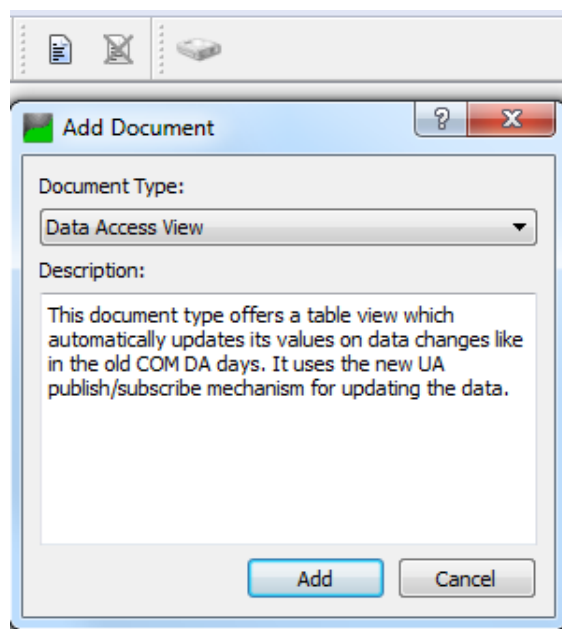 Add Document
?
X
Document Type:
Data Access View
Description:
This document type offers a table view which
automatically updates its values on data changes like
in the old COM DA days. It uses the new UA
publish/subscribe mechanism for updating the data.
Add
Cancel